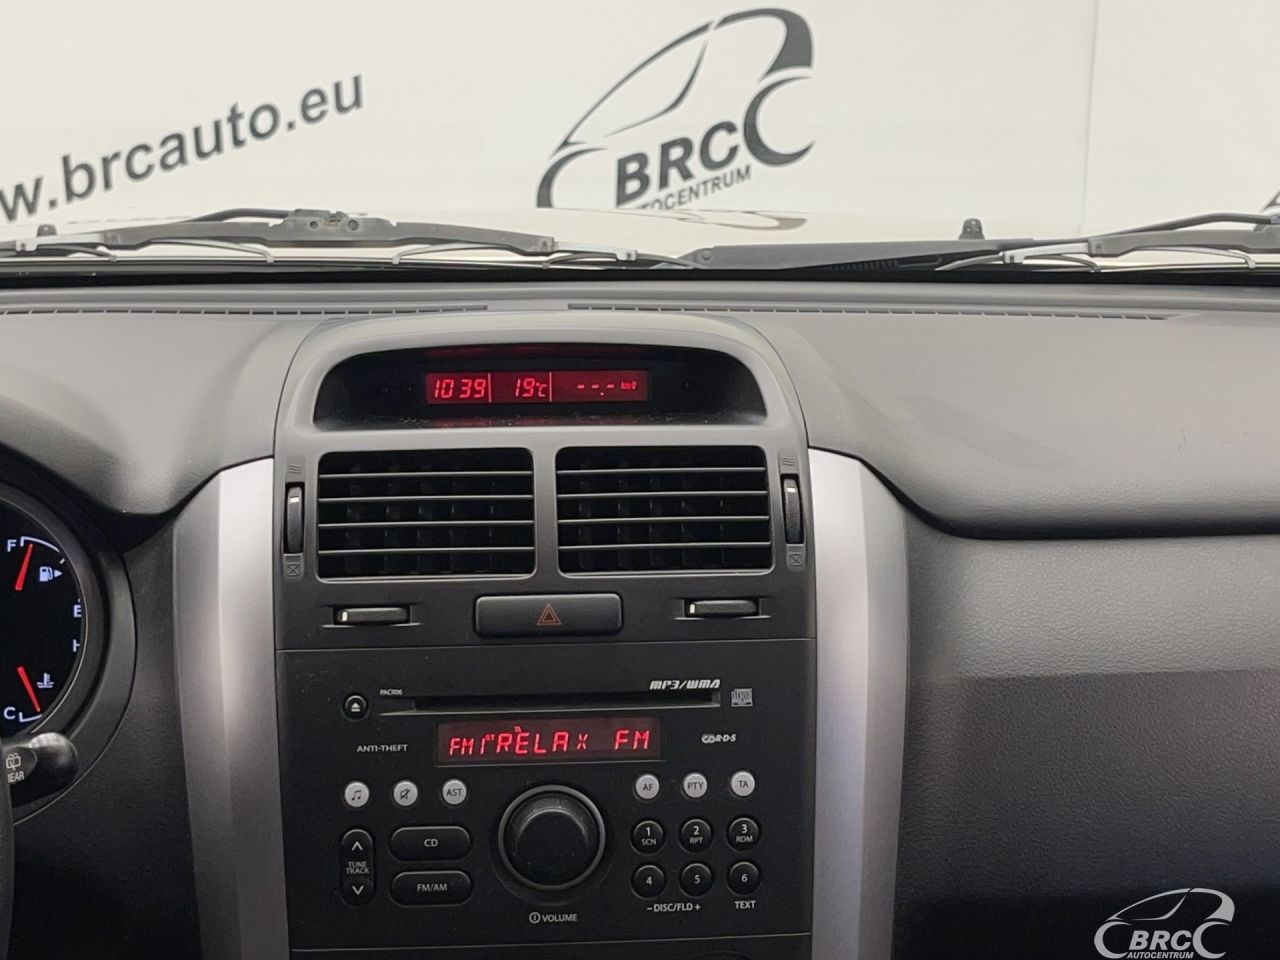 w.brcauto.eu
BRC
AUTOCENTRUM
10 39 19°C --.-
F
E
H
C
REAR
PACR06
MP3/WMA
ANTI-THEFT
FM1 RELAX FM
R·D·S
AST
AF
PTY
TA
CD
TUNE
TRACK
FM/AM
VOLUME
1
SCN
2
RPT
3
RDM
4
5
6
– DISC/FLD +
TEXT
BRC
AUTOCENTRUM